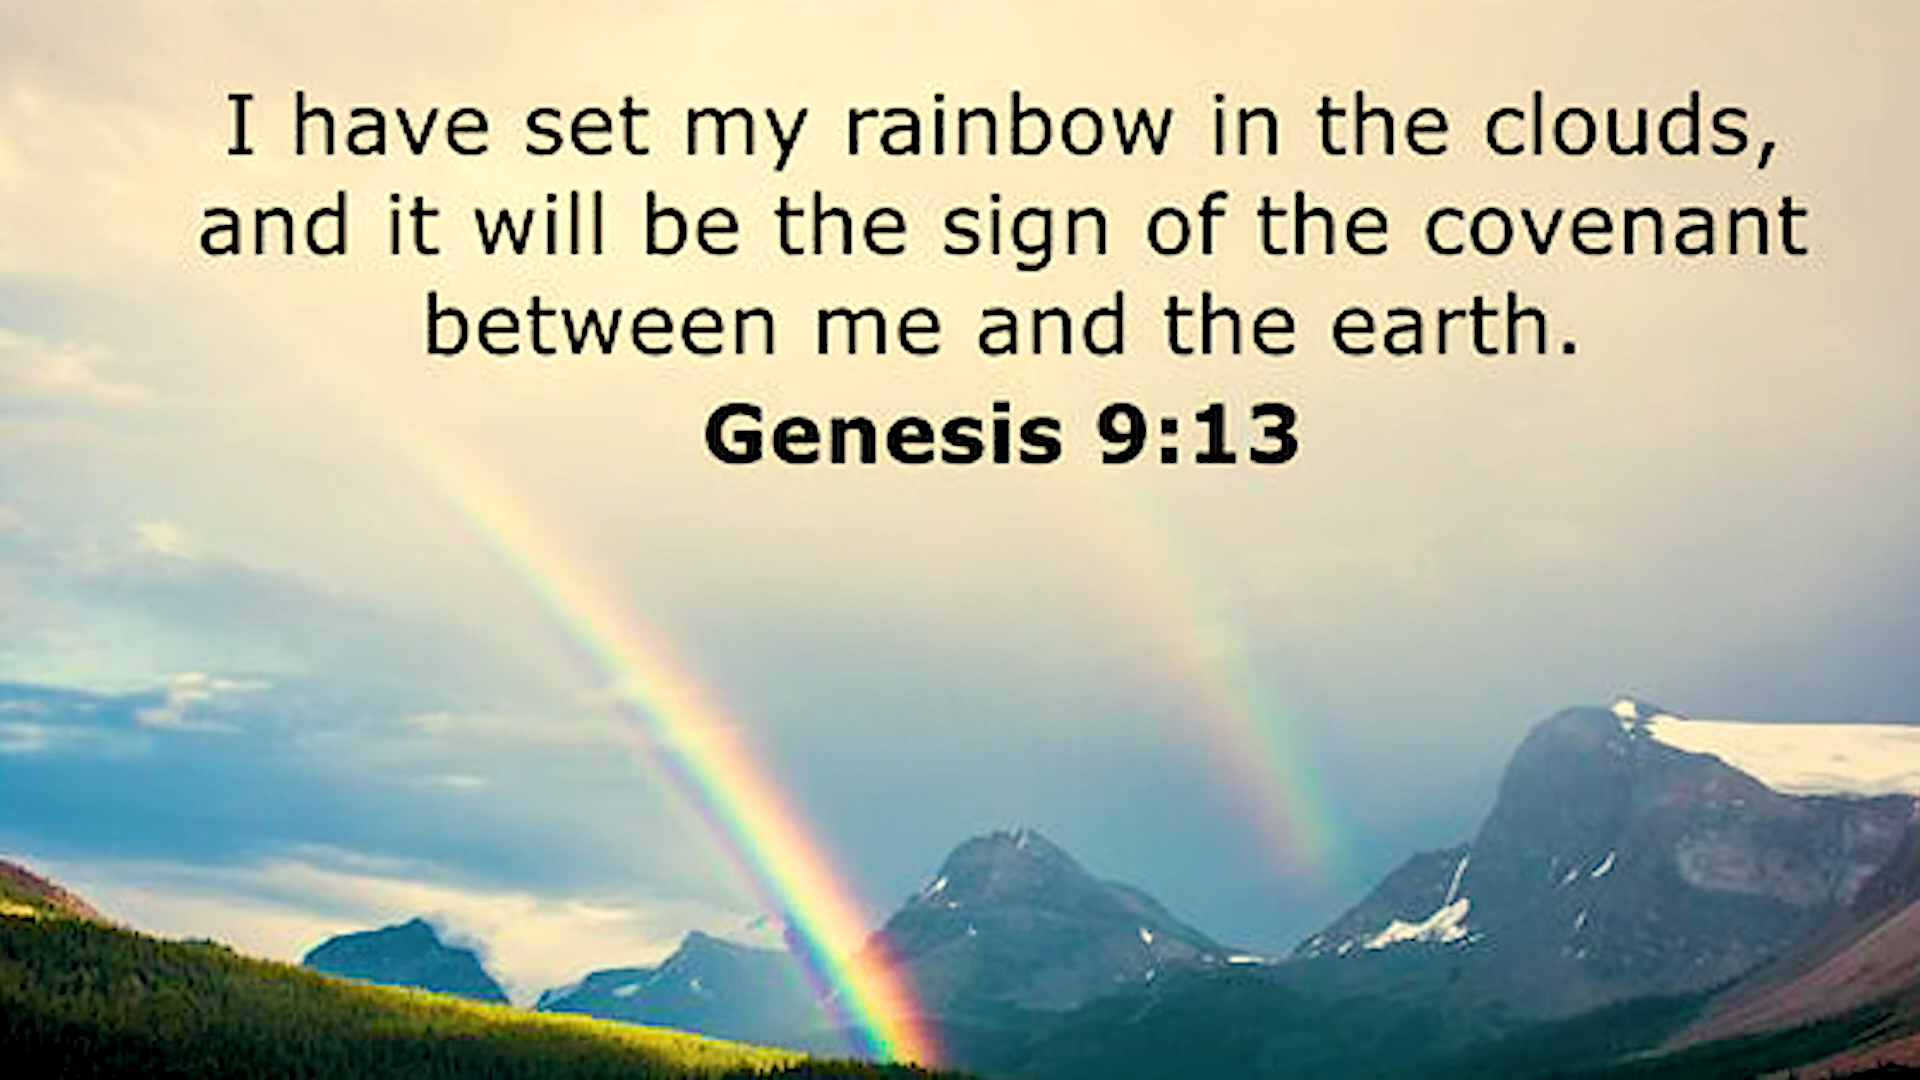 I have set my rainbow in the clouds,
and it will be the sign of the covenant
between me and the earth.
Genesis 9:13